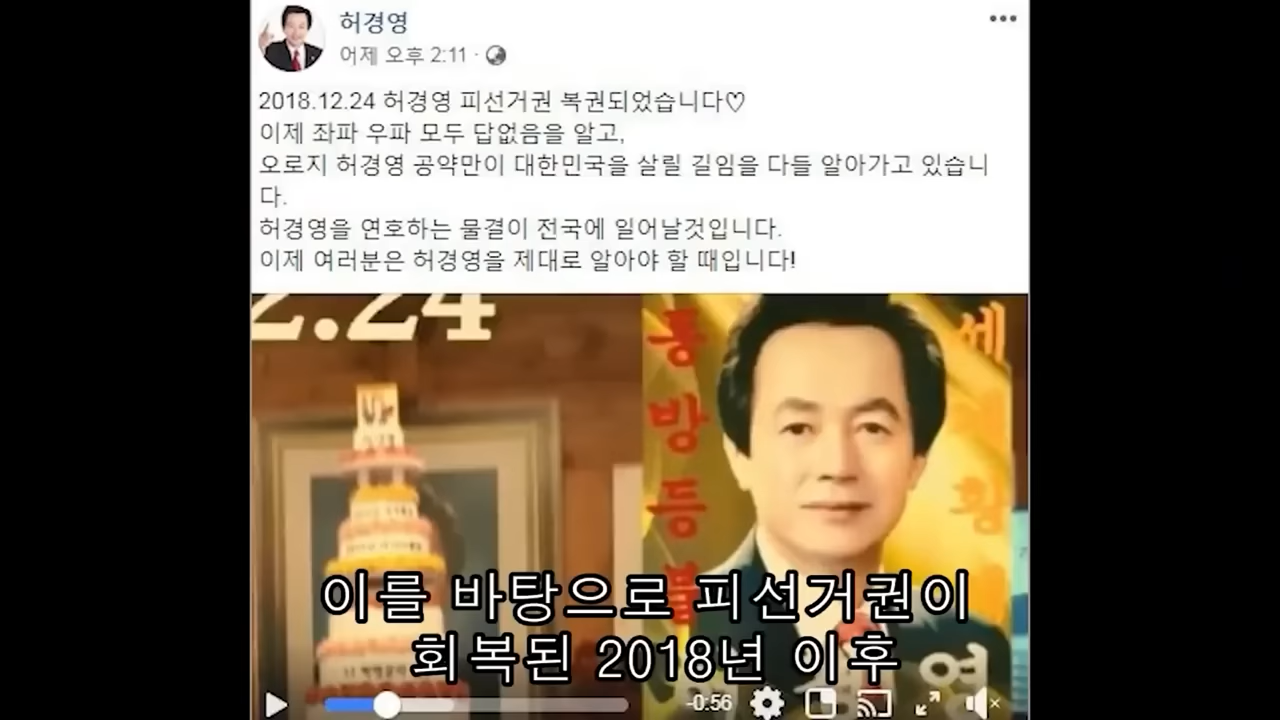 허경영
어제 오후 2:11 ·
2018.12.24 허경영 피선거권 복권되었습니다♡
이제 좌파 우파 모두 답없음을 알고,
오로지 허경영 공약만이 대한민국을 살릴 길임을 다들 알아가고 있습니
다.
허경영을 연호하는 물결이 전국에 일어날것입니다.
이제 여러분은 허경영을 제대로 알아야 할 때입니다!
2.24
동방등불
세 황
영
이를 바탕으로 피선거권이
회복된 2018년 이후
-0:56